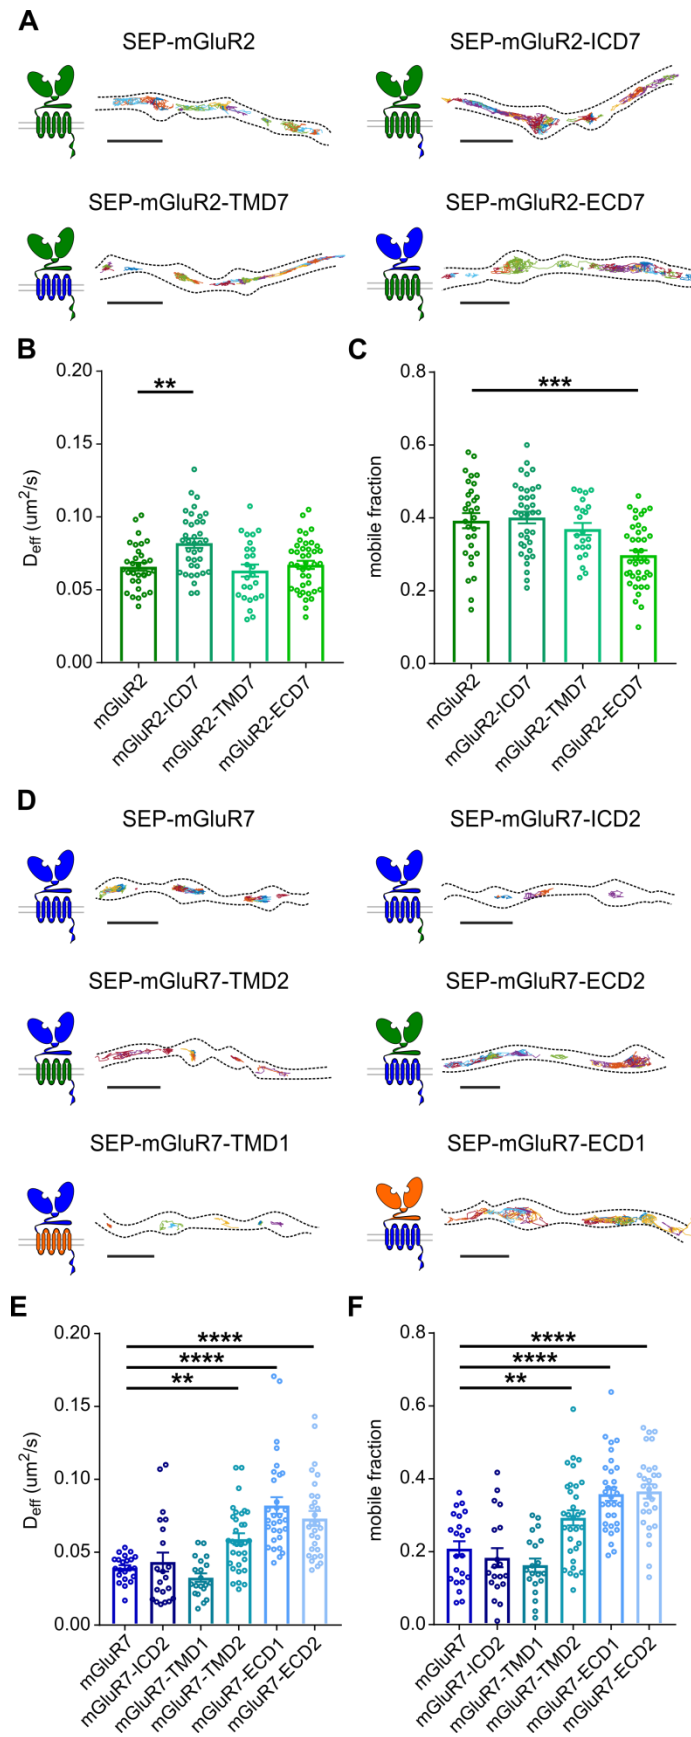 A
SEP-mGluR2
SEP-mGluR2-ICD7
SEP-mGluR2-TMD7
SEP-mGluR2-ECD7
B
C
0.20
0.15
0.10
0.05
0.00
Deff (um²/s)
**
mGluR2
mGluR2-ICD7
mGluR2-TMD7
mGluR2-ECD7
0.8
0.6
0.4
0.2
0.0
mobile fraction
***
mGluR2
mGluR2-ICD7
mGluR2-TMD7
mGluR2-ECD7
D
SEP-mGluR7
SEP-mGluR7-ICD2
SEP-mGluR7-TMD2
SEP-mGluR7-ECD2
SEP-mGluR7-TMD1
SEP-mGluR7-ECD1
E
F
0.20
0.15
0.10
0.05
0.00
Deff (um²/s)
****
****
**
mGluR7
mGluR7-ICD2
mGluR7-TMD1
mGluR7-TMD2
mGluR7-ECD1
mGluR7-ECD2
0.8
0.6
0.4
0.2
0.0
mobile fraction
****
****
**
mGluR7
mGluR7-ICD2
mGluR7-TMD1
mGluR7-TMD2
mGluR7-ECD1
mGluR7-ECD2